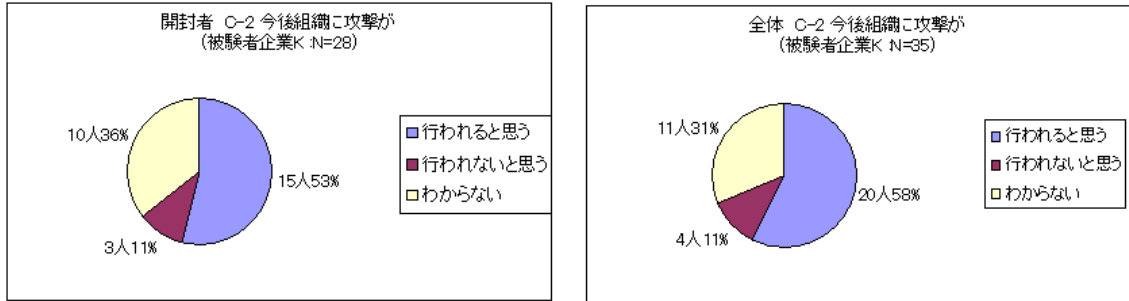 開封者 C-2 今後組織に攻撃が
(被験者企業K :N=28)
10人36%
15人53%
3人11%
行われると思う
行われないと思う
わからない
全体 C-2 今後組織に攻撃が
(被験者企業K :N=35)
11人31%
20人58%
4人11%
行われると思う
行われないと思う
わからない